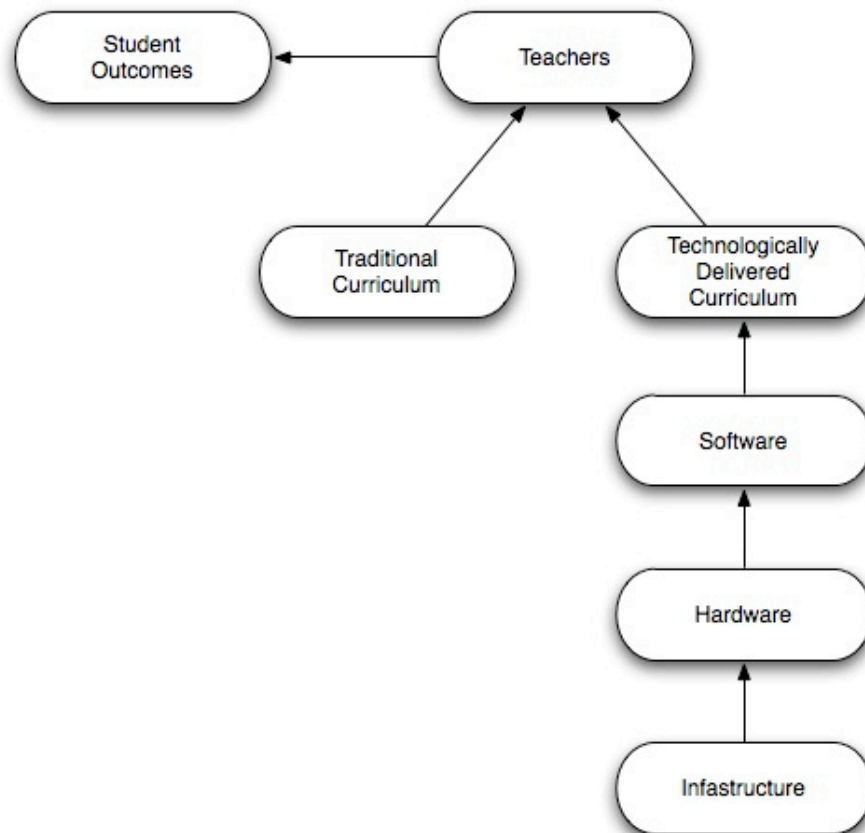 Student
Outcomes
Teachers
Traditional
Curriculum
Technologically
Delivered
Curriculum
Software
Hardware
Infastructure